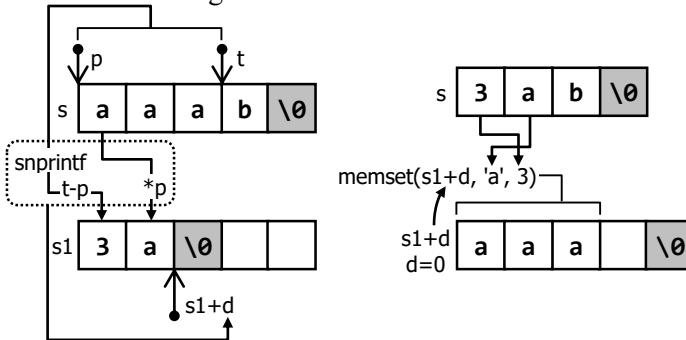 p
t
s a a a b \0
snprintf
t-p
*p
s1 3 a \0
s1+d
s 3 a b \0
memset(s1+d, 'a', 3)
s1+d
d=0
a a a \0